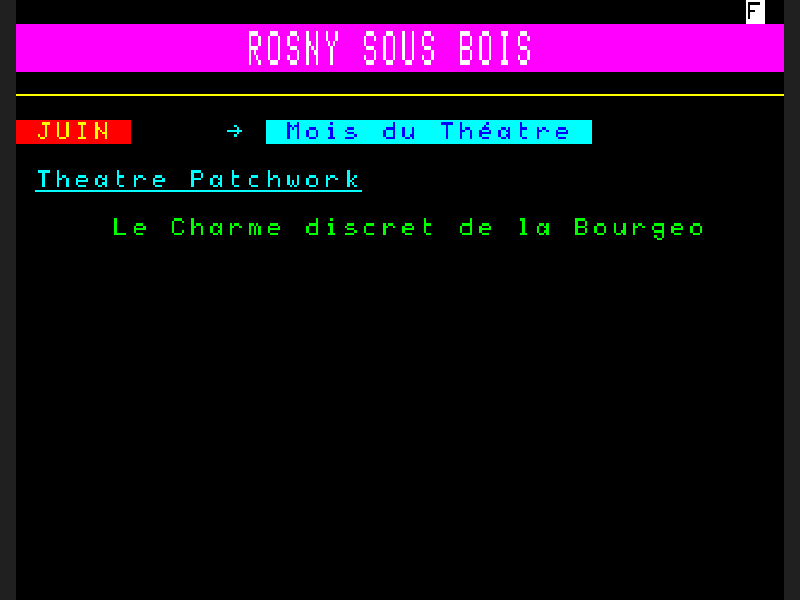 F
ROSNY SOUS BOIS
JUIN → Mois du Théatre
Theatre Patchwork
Le Charme discret de la Bourgeo